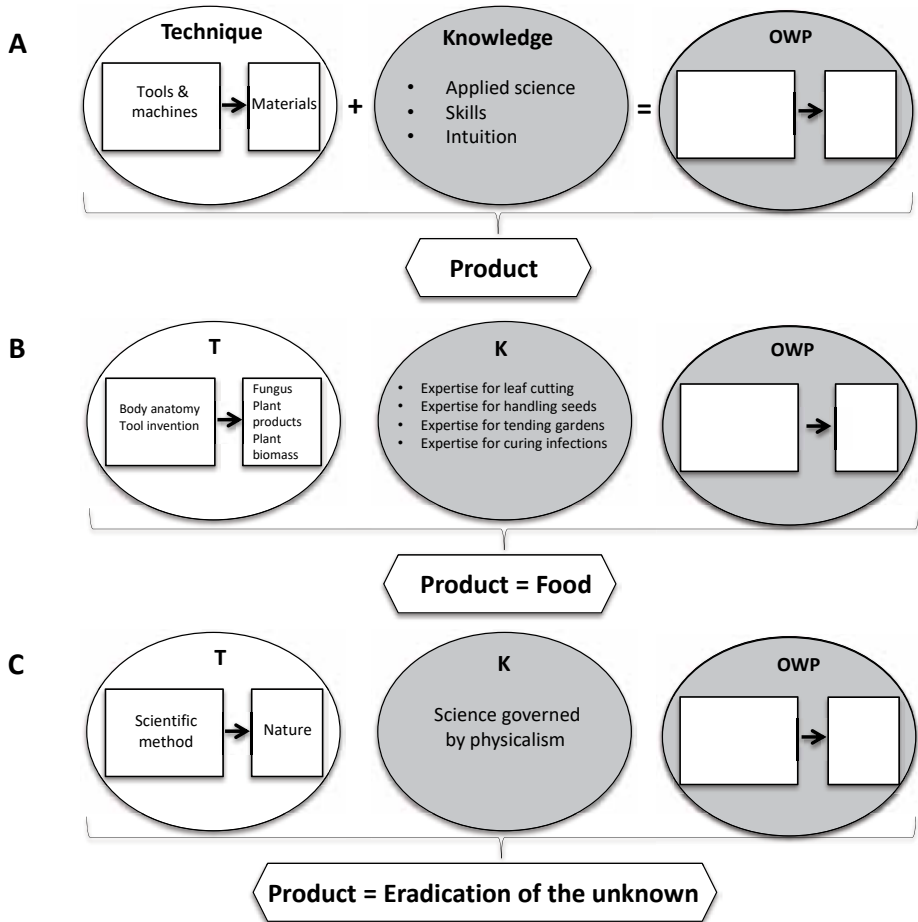 A
Technique
Tools &
machines
Materials
+
Knowledge
• Applied science
• Skills
• Intuition
=
OWP
Product
B
T
Body anatomy
Tool invention
Fungus
Plant
products
Plant
biomass
K
• Expertise for leaf cutting
• Expertise for handling seeds
• Expertise for tending gardens
• Expertise for curing infections
OWP
Product = Food
C
T
Scientific
method
Nature
K
Science governed
by physicalism
OWP
Product = Eradication of the unknown